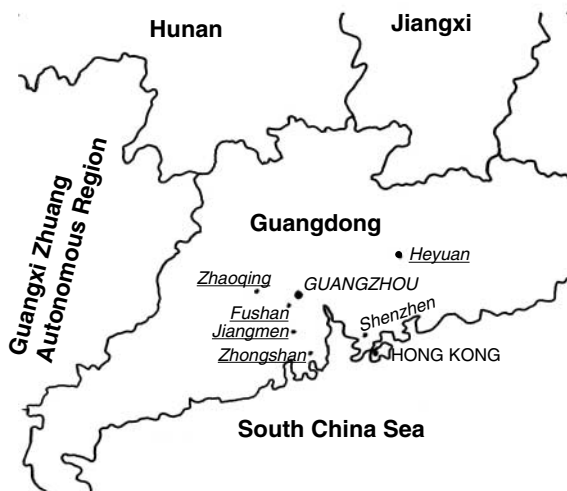 Hunan
Jiangxi
Guangxi Zhuang
Autonomous Region
Guangdong
Heyuan
Zhaoqing
GUANGZHOU
Fushan
Shenzhen
Jiangmen
Zhongshan
HONG KONG
South China Sea